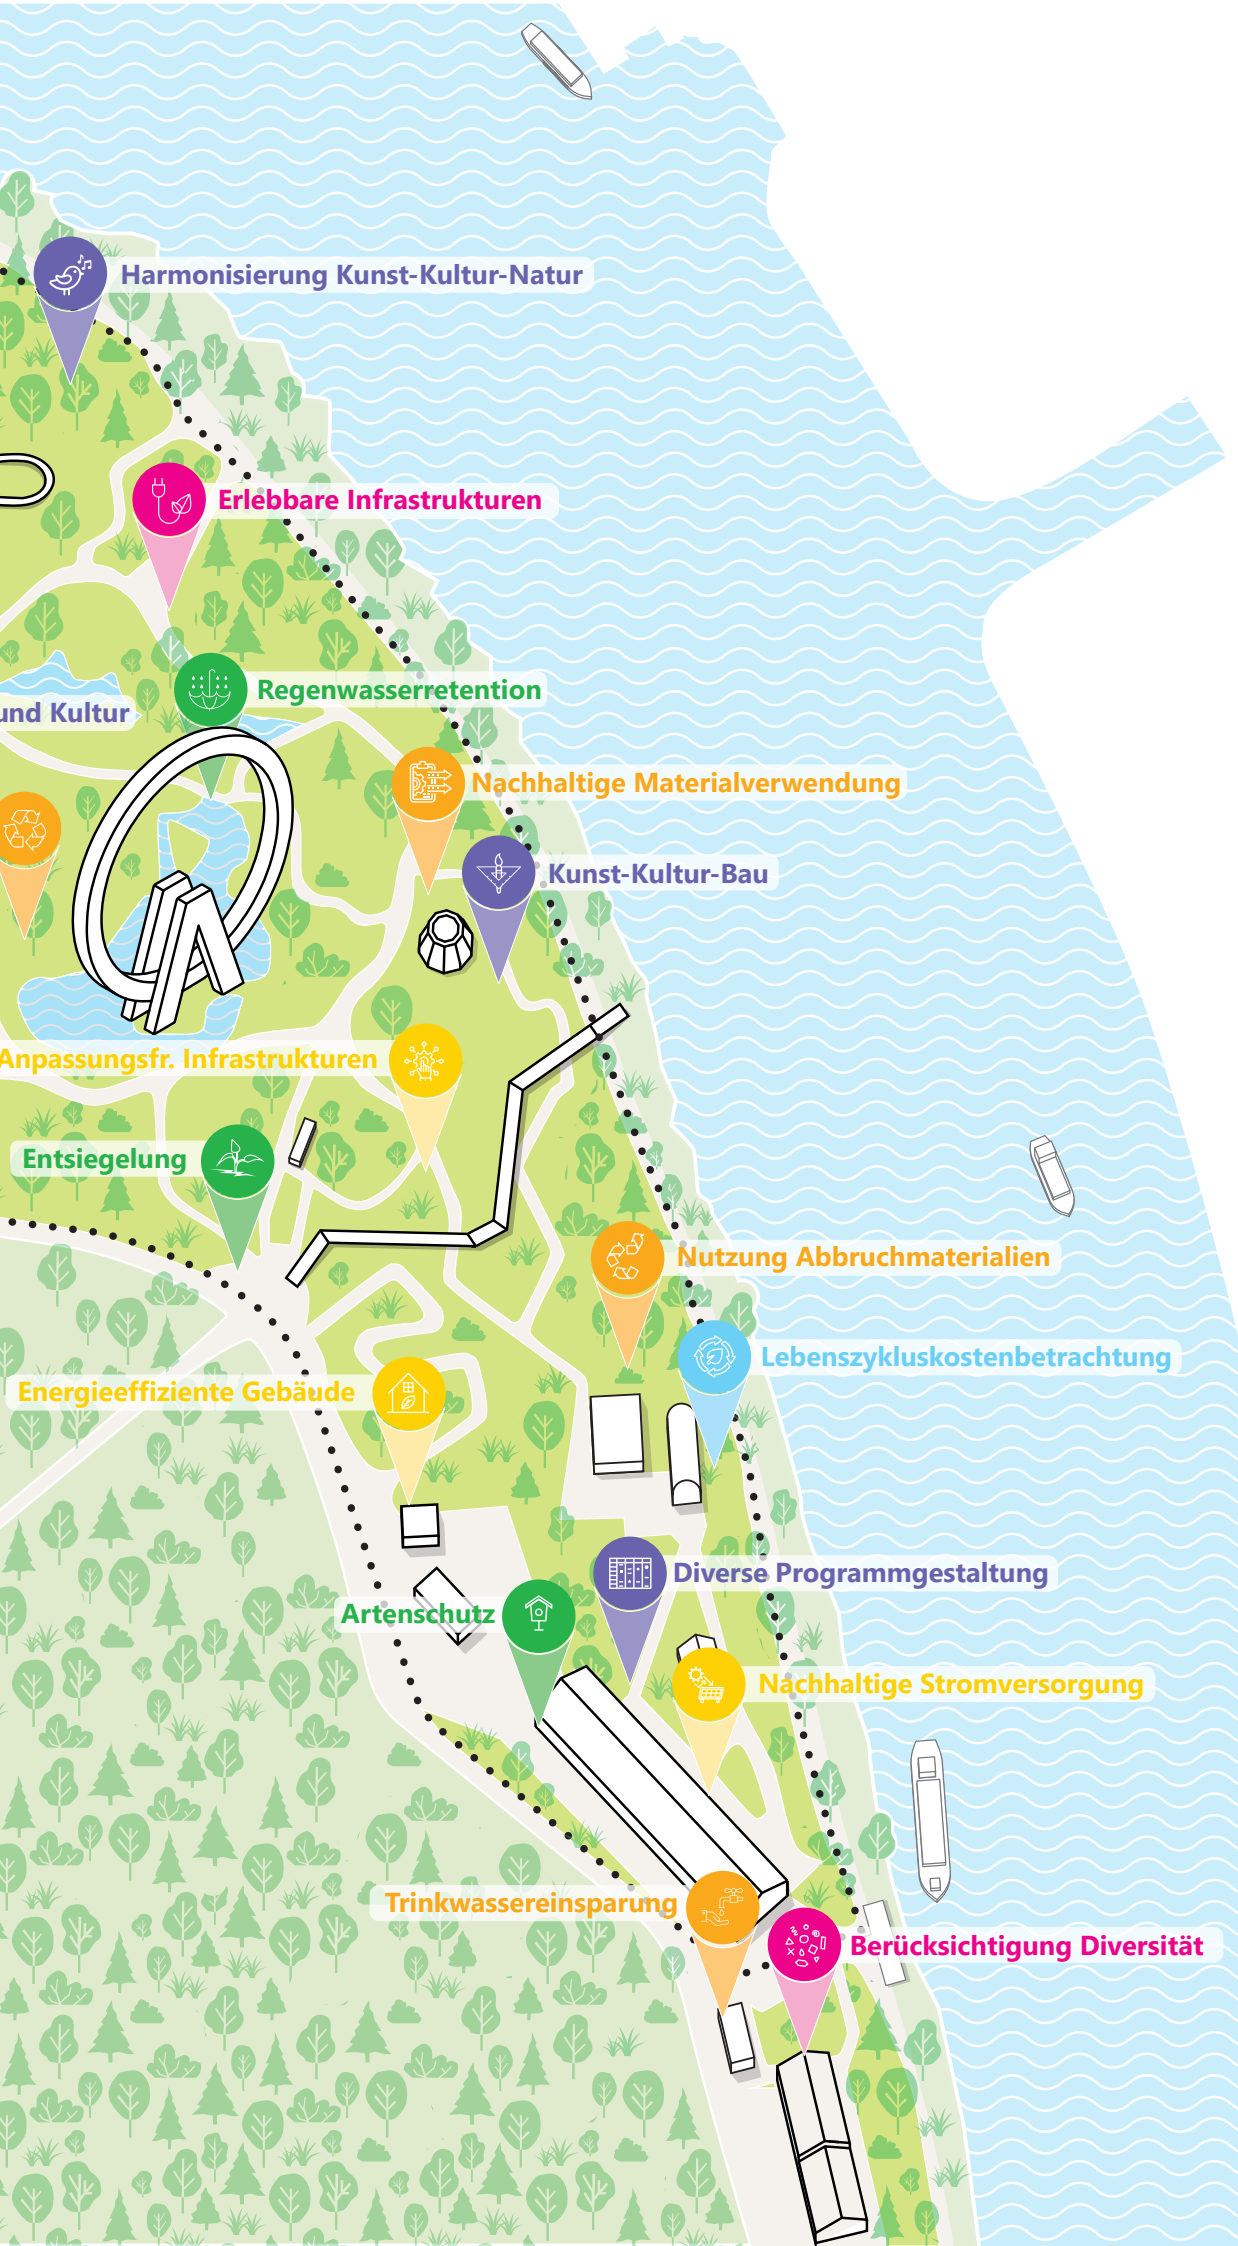 Harmonisierung Kunst-Kultur-Natur
Erlebbare Infrastrukturen
Regenwasserretention
und Kultur
Nachhaltige Materialverwendung
Kunst-Kultur-Bau
Anpassungsfr. Infrastrukturen
Entsiegelung
Nutzung Abbruchmaterialien
Lebenszykluskostenbetrachtung
Energieeffiziente Gebäude
Diverse Programmgestaltung
Artenschutz
Nachhaltige Stromversorgung
Trinkwassereinsparung
Berücksichtigung Diversität